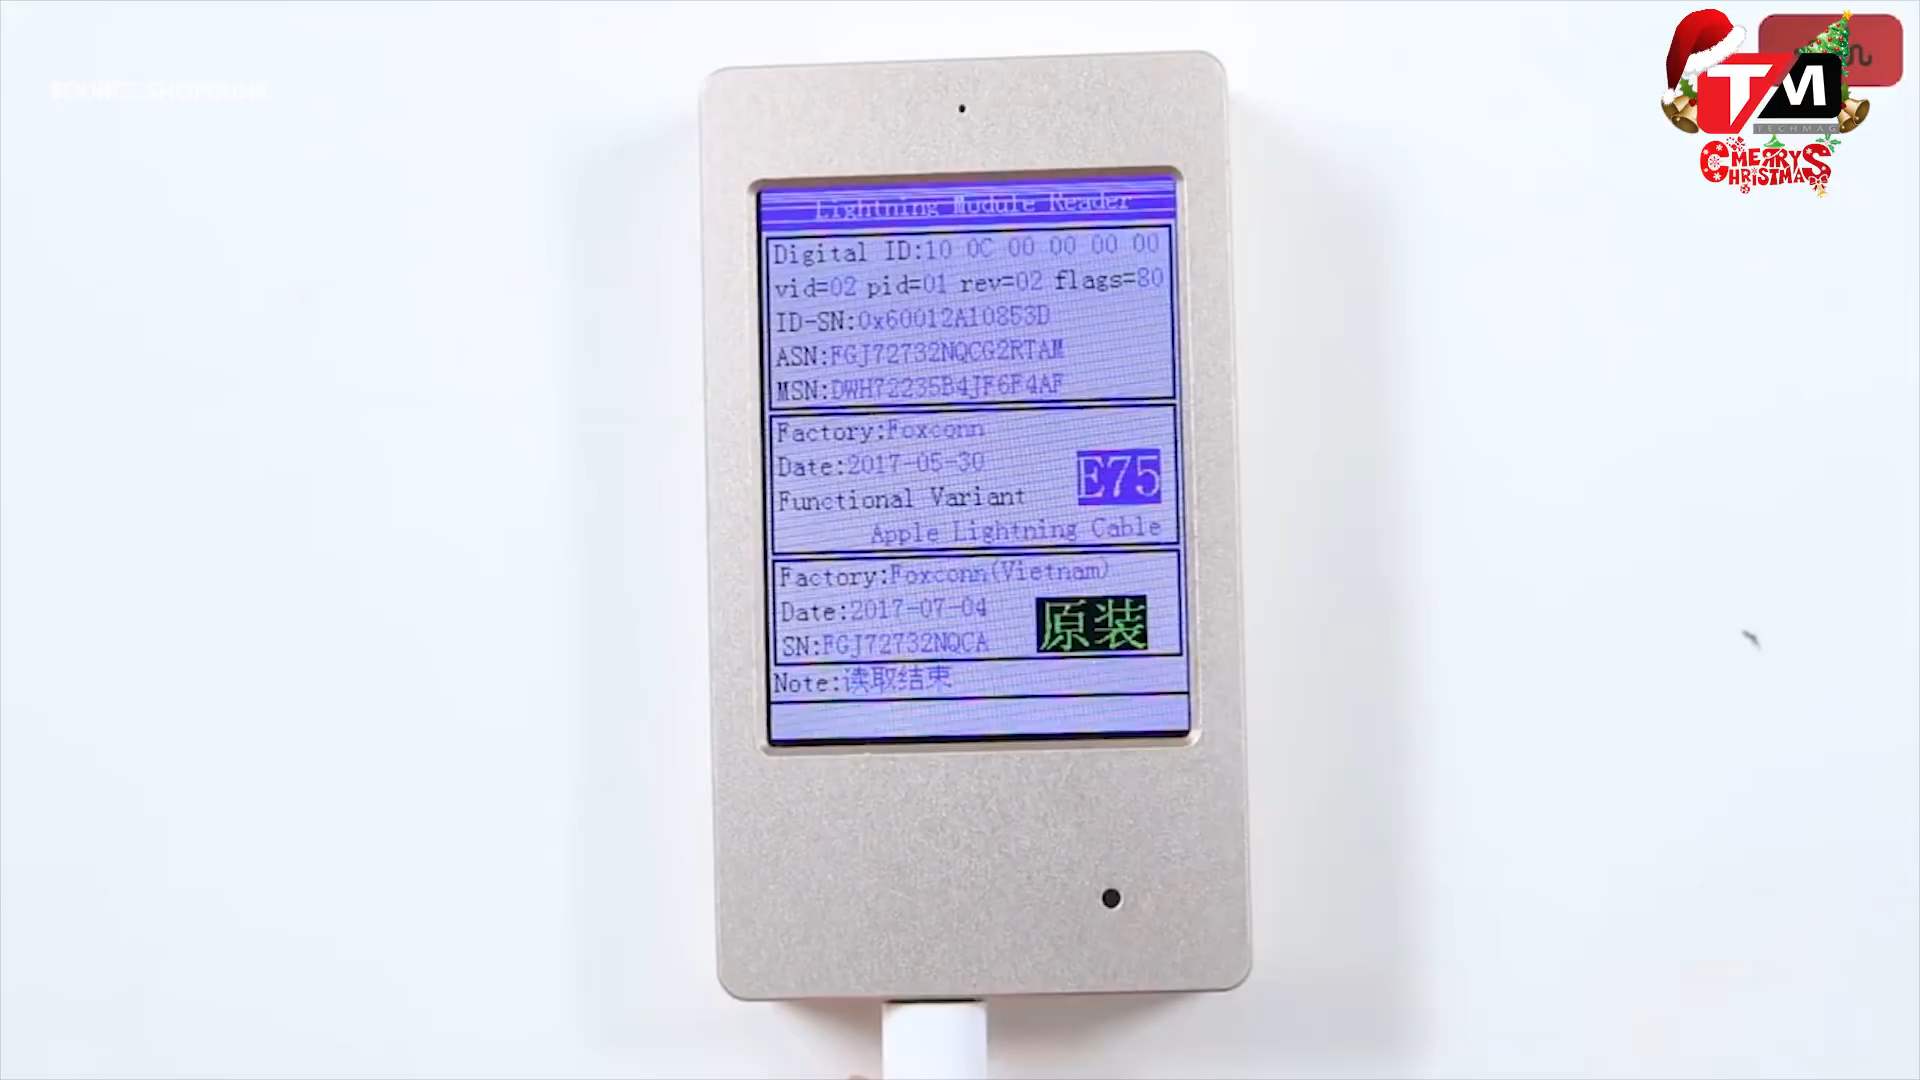 SOURCE: SHOPDUNK
TM
TECHMAG
MERRY
CHRISTMAS
Lightning Module Reader
Digital ID:10 0C 00 00 00 00
vid=02 pid=01 rev=02 flags=80
ID-SN:0x60012A10853D
ASN:FGJ72732NQCG2RTAM
MSN:DWH72235B4JF6F4AF
Factory:Foxconn
Date:2017-05-30
E75
Functional Variant
Apple Lightning Cable
Factory:Foxconn(Vietnam)
Date:2017-07-04
原装
SN:FGJ72732NQCA
Note:读取结束